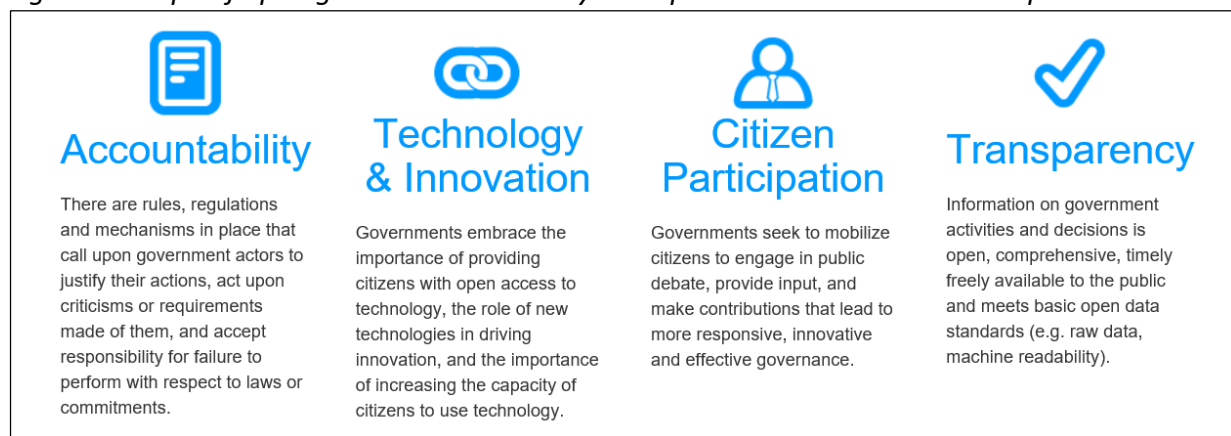 Accountability
There are rules, regulations
and mechanisms in place that
call upon government actors to
justify their actions, act upon
criticisms or requirements
made of them, and accept
responsibility for failure to
perform with respect to laws or
commitments.
Technology
& Innovation
Governments embrace the
importance of providing
citizens with open access to
technology, the role of new
technologies in driving
innovation, and the importance
of increasing the capacity of
citizens to use technology.
Citizen
Participation
Governments seek to mobilize
citizens to engage in public
debate, provide input, and
make contributions that lead to
more responsive, innovative
and effective governance.
Transparency
Information on government
activities and decisions is
open, comprehensive, timely
freely available to the public
and meets basic open data
standards (e.g. raw data,
machine readability).